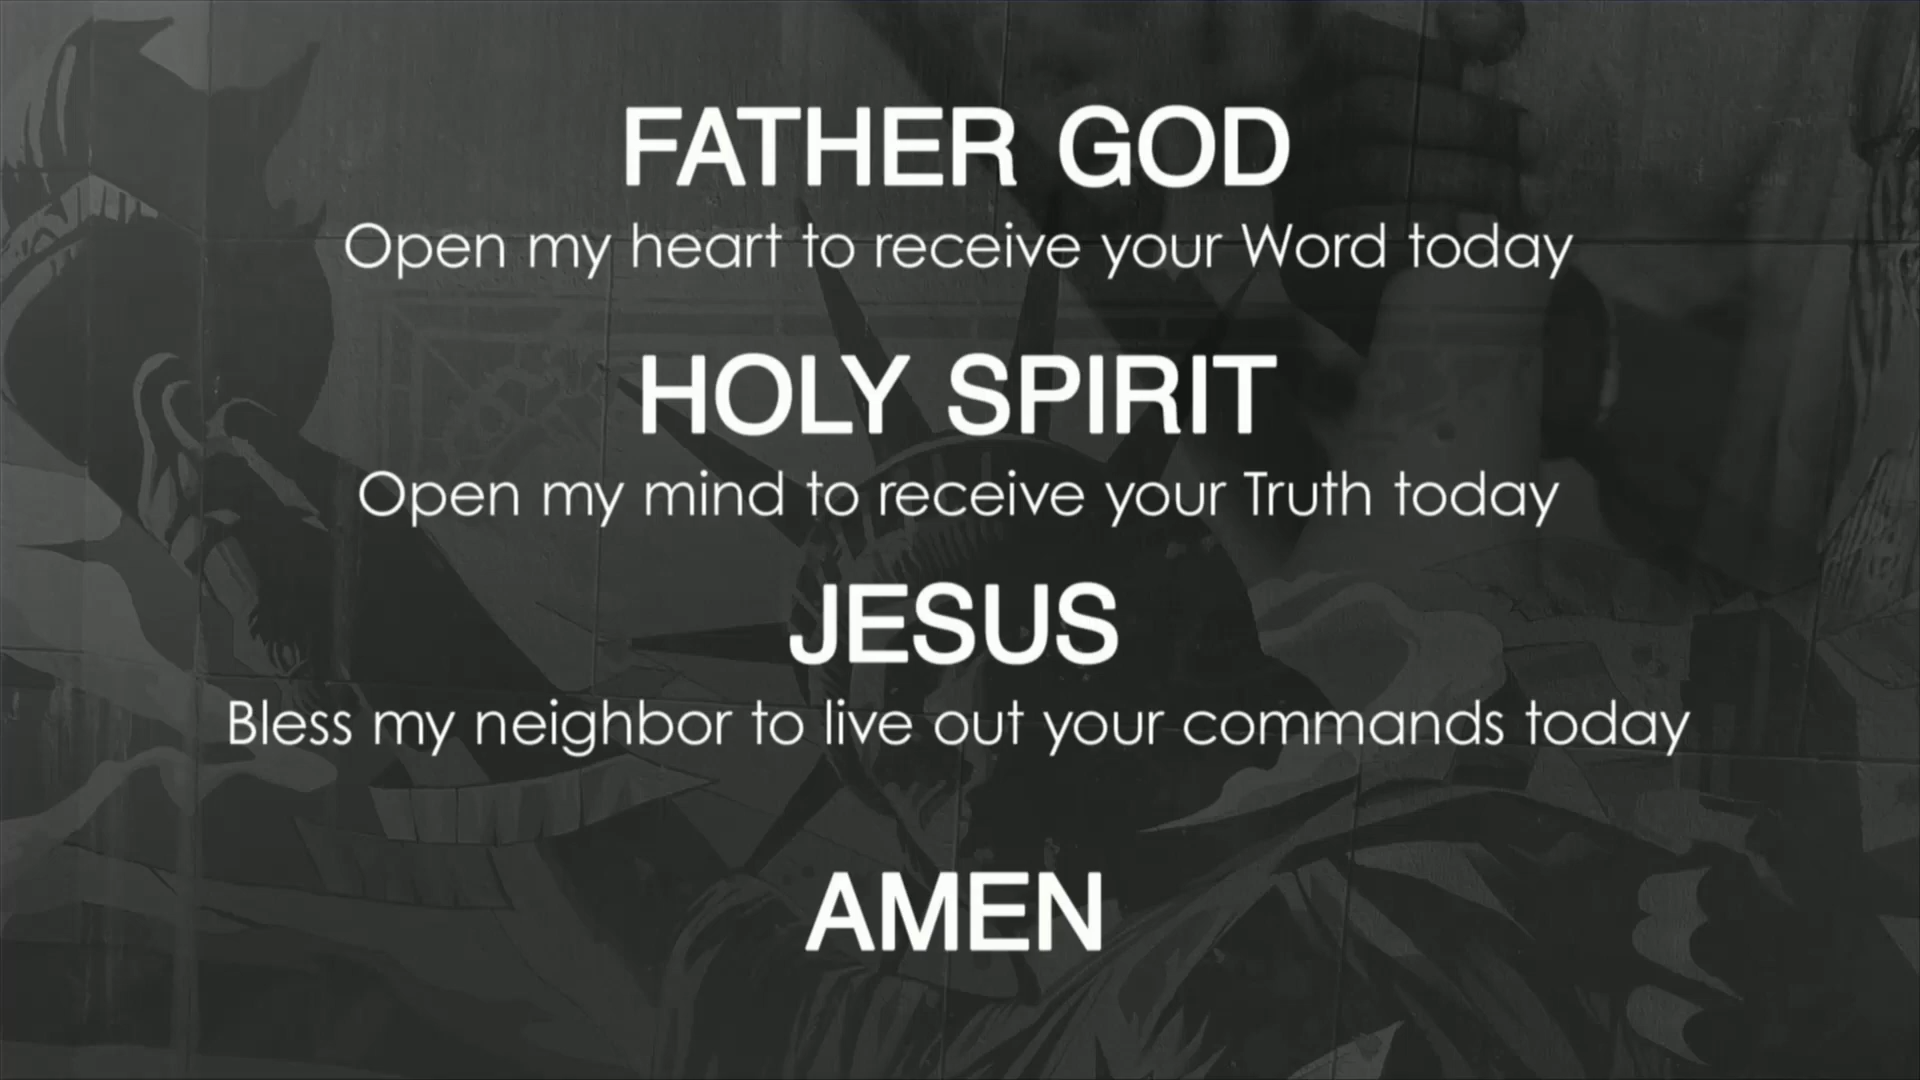 FATHER GOD
Open my heart to receive your Word today
HOLY SPIRIT
Open my mind to receive your Truth today
JESUS
Bless my neighbor to live out your commands today
AMEN